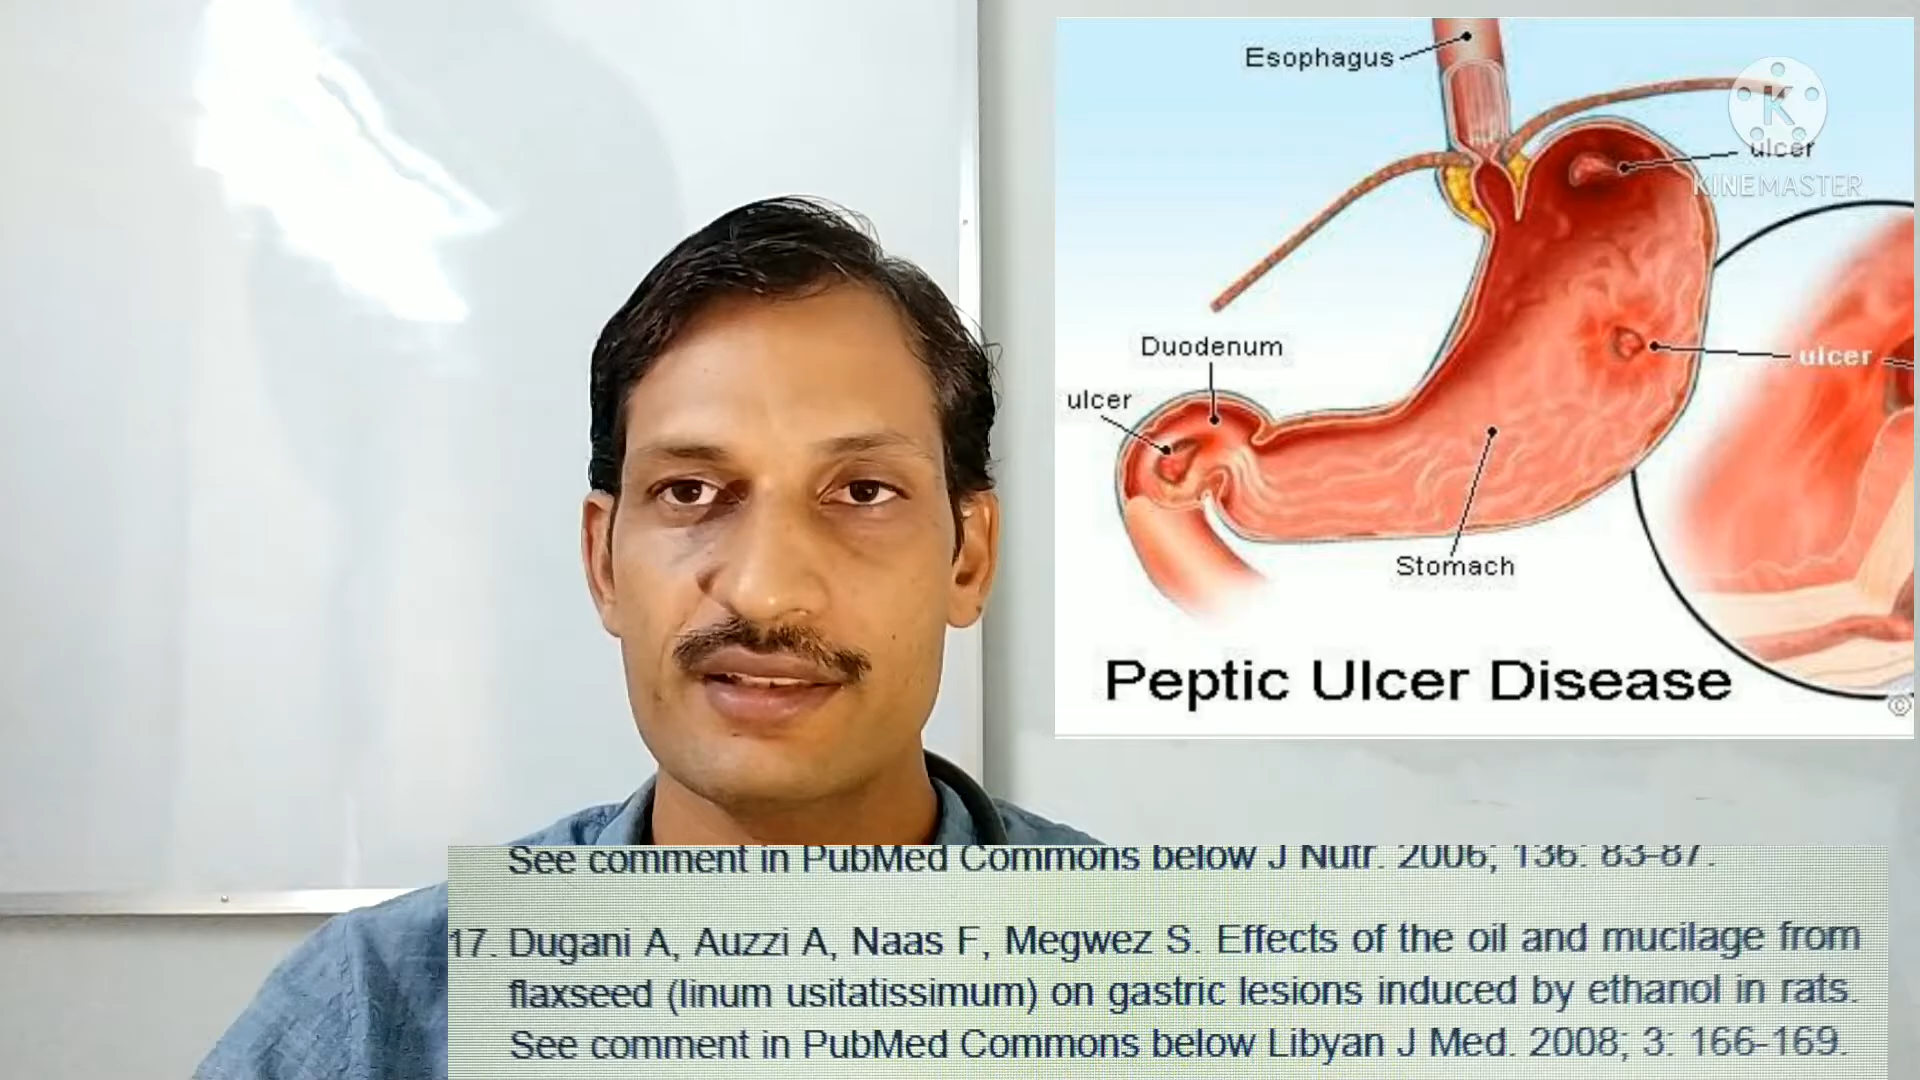 Esophagus
K
ulcer
KINEMASTER
Duodenum
ulcer
ulcer
Stomach
Peptic Ulcer Disease
©
See comment in PubMed Commons below J Nutr. 2006; 136: 83-87.
17. Dugani A, Auzzi A, Naas F, Megwez S. Effects of the oil and mucilage from
flaxseed (linum usitatissimum) on gastric lesions induced by ethanol in rats.
See comment in PubMed Commons below Libyan J Med. 2008; 3: 166-169.